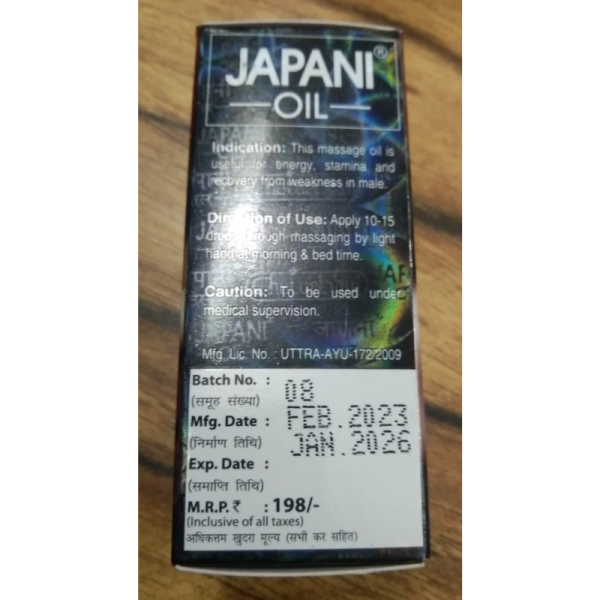 JAPANI®
OIL
Indication: This massage oil is
useful for energy, stamina and
recovery from weakness in male.
Direction of Use: Apply 10-15
drops through massaging by light
hand at morning & bed time.
Caution: To be used under
medical supervision.
JAPANI
Mfg. Lic. No. : UTTRA-AYU-172/2009
Batch No. : 08
(समूह संख्या)
Mfg. Date : FEB.2023
(निर्माण तिथि) JAN.2026
Exp. Date :
(समाप्ति तिथि)
M.R.P.₹ : 198/-
(Inclusive of all taxes)
अधिकतम खुदरा मूल्य (सभी कर सहित)